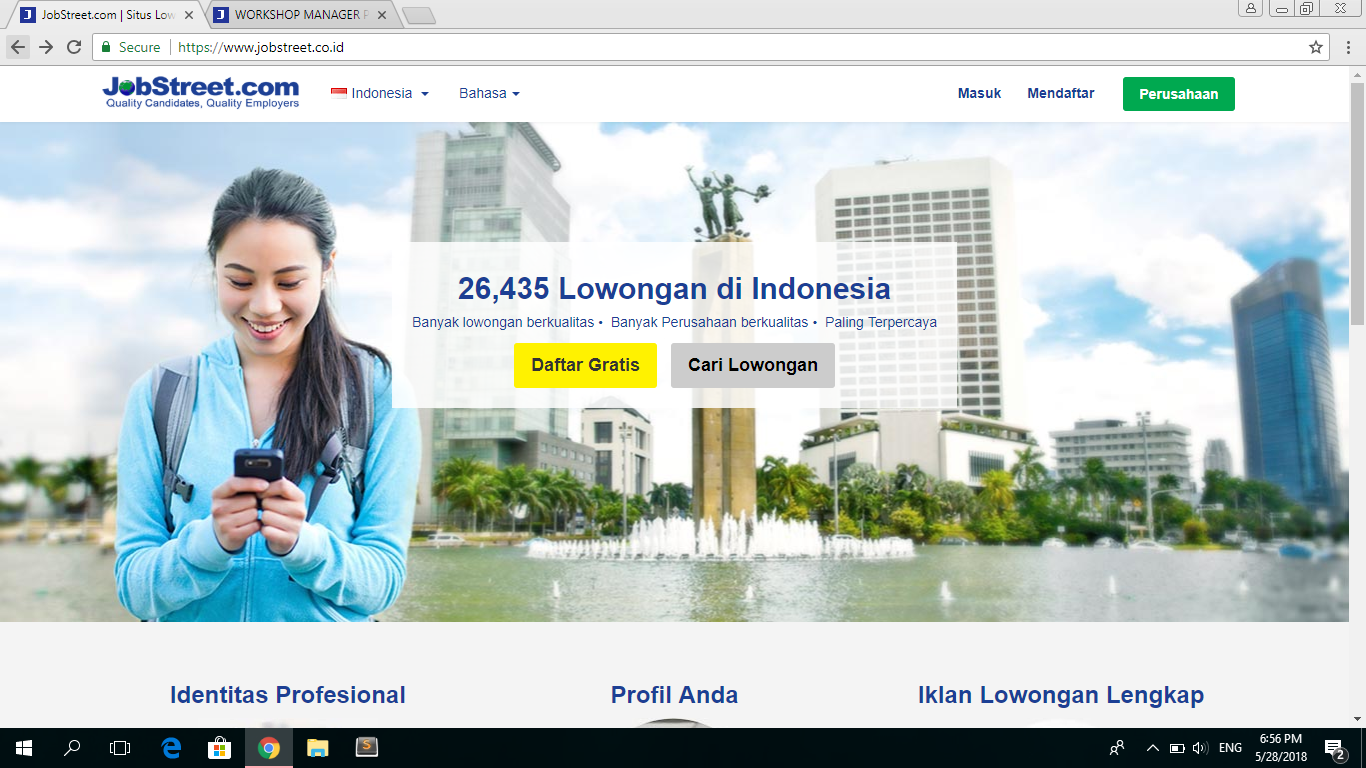 JobStreet.com | Situs Low
WORKSHOP MANAGER P
Secure
https://www.jobstreet.co.id
JobStreet.com
Quality Candidates, Quality Employers
Indonesia
Bahasa
Masuk
Mendaftar
Perusahaan
26,435 Lowongan di Indonesia
Banyak lowongan berkualitas • Banyak Perusahaan berkualitas • Paling Terpercaya
Daftar Gratis
Cari Lowongan
Identitas Profesional
Profil Anda
Iklan Lowongan Lengkap
ENG
6:56 PM
5/28/2018
2